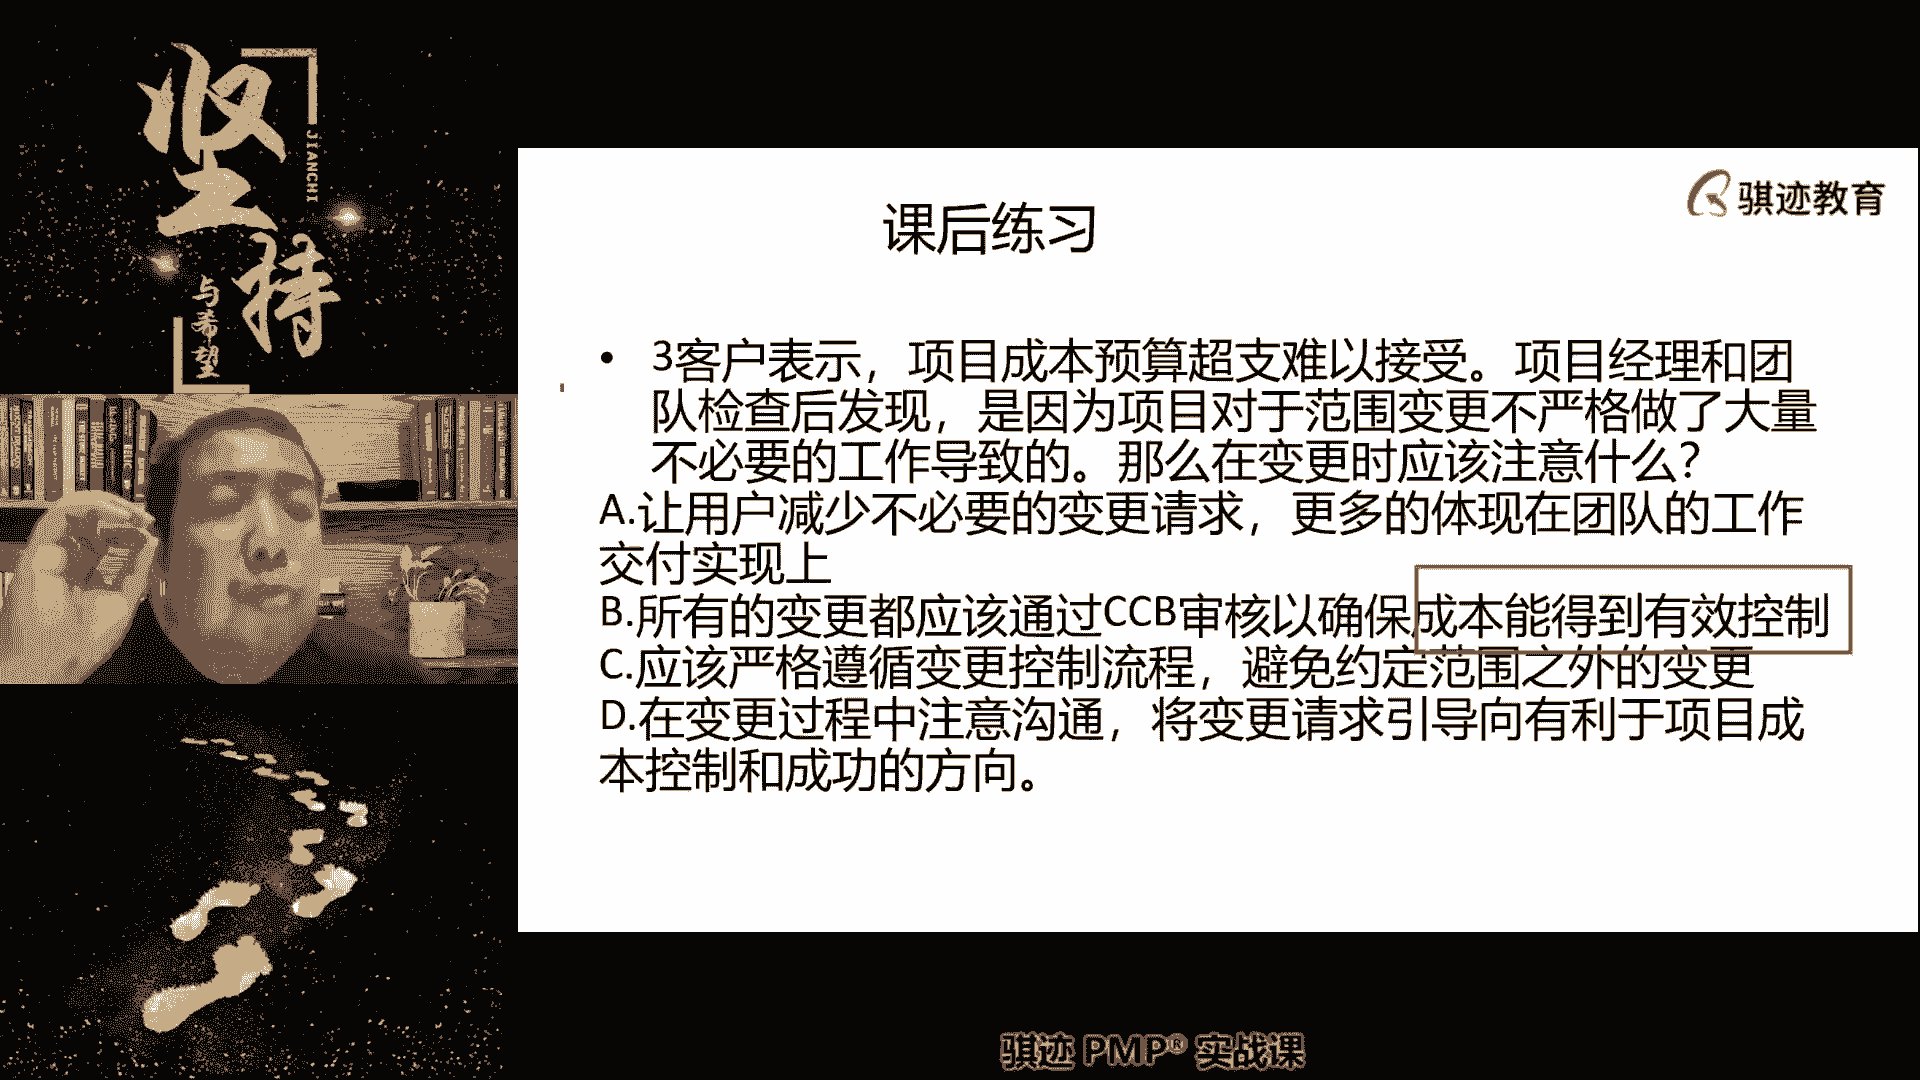 坚持
JIANCHI
与希望
骐迹教育
课后练习
• 3客户表示，项目成本预算超支难以接受。项目经理和团
队检查后发现，是因为项目对于范围变更不严格做了大量
不必要的工作导致的。那么在变更时应该注意什么？
A.让用户减少不必要的变更请求，更多的体现在团队的工作
交付实现上
B.所有的变更都应该通过CCB审核以确保成本能得到有效控制
C.应该严格遵循变更控制流程，避免约定范围之外的变更
D.在变更过程中注意沟通，将变更请求引导向有利于项目成
本控制和成功的方向。
骐迹 PMP® 实战课